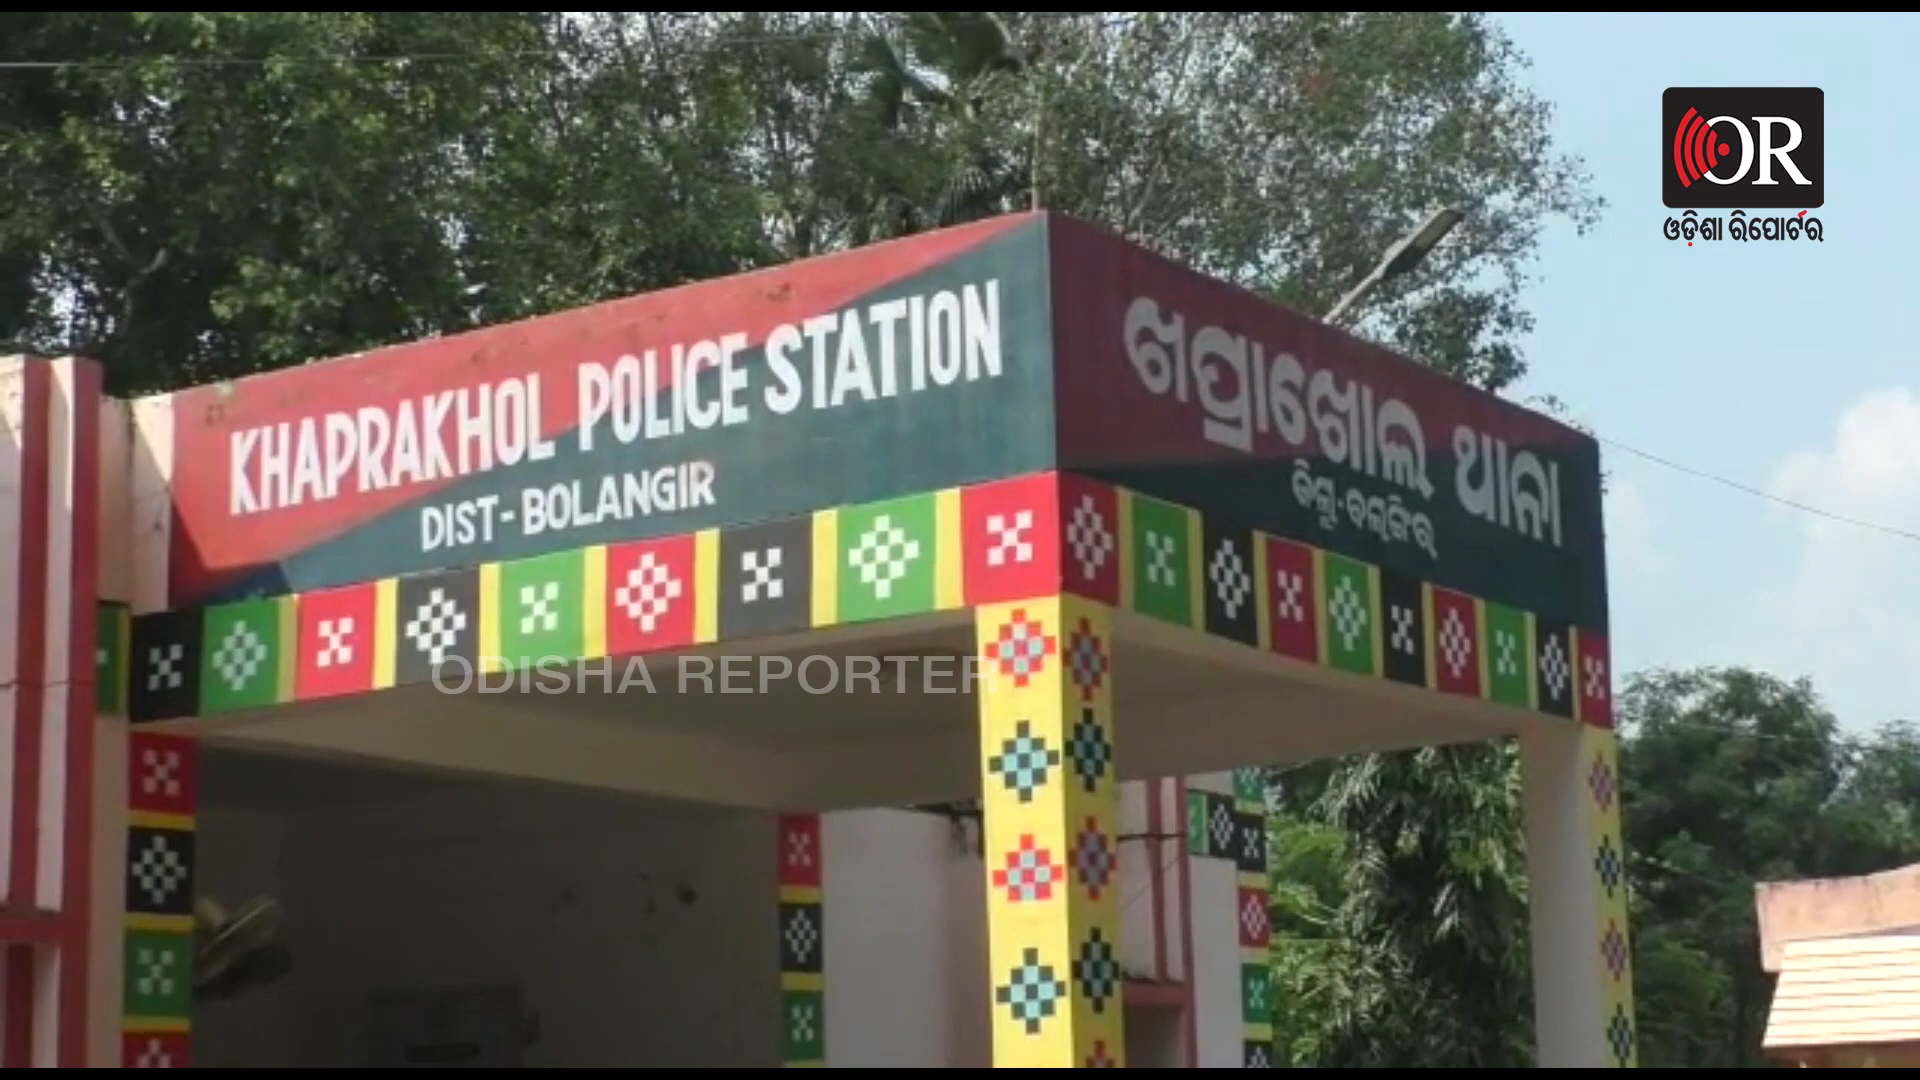 OR
ଓଡ଼ିଶା ରିପୋର୍ଟର
KHAPRAKHOL POLICE STATION
DIST-BOLANGIR
ଖପ୍ରାଖୋଲ ଥାନା
ଜିଲ୍ଲା-ବଲାଙ୍ଗିର
ODISHA REPORTER